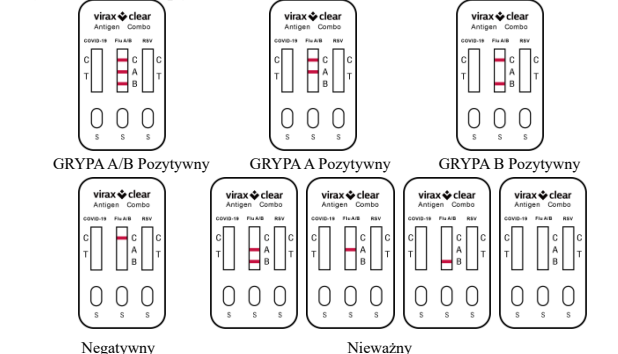 virax clear virax clear virax clear
Antigen Combo Antigen Combo Antigen Combo
COVID-19 Flu A/B RSV COVID-19 Flu A/B RSV COVID-19 Flu A/B RSV
C C C C C C C C C
T A T T A T T A T
B B B
S S S S S S S S S
GRYPA A/B Pozytywny GRYPA A Pozytywny GRYPA B Pozytywny
virax clear virax clear virax clear virax clear virax clear
Antigen Combo Antigen Combo Antigen Combo Antigen Combo Antigen Combo
COVID-19 Flu A/B RSV COVID-19 Flu A/B RSV COVID-19 Flu A/B RSV COVID-19 Flu A/B RSV COVID-19 Flu A/B RSV
C C C C C C C C C C C C C C C
T A T T A T T A T T A T T A T
B B B B B
S S S S S S S S S S S S S S S
Negatywny Nieważny